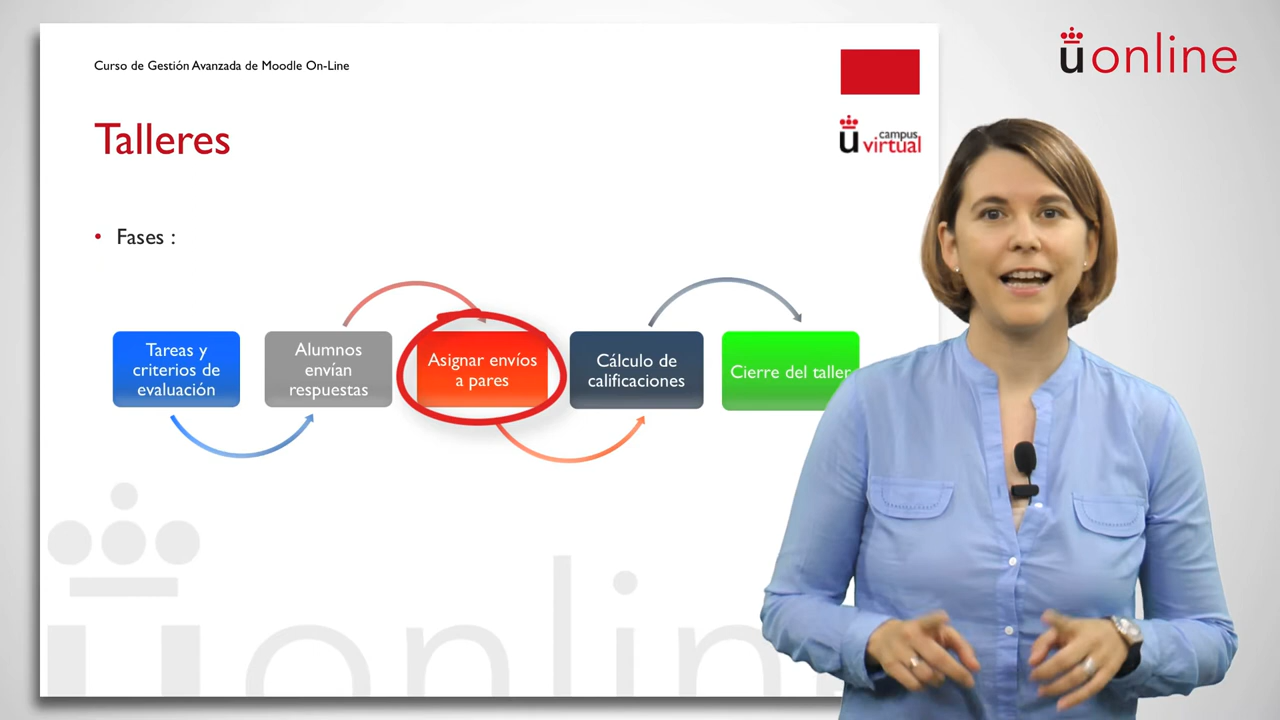 Curso de Gestión Avanzada de Moodle On-Line
uonline
campus
u virtual
Talleres
• Fases :
Tareas y
criterios de
evaluación
Alumnos
envían
respuestas
Asignar envíos
a pares
Cálculo de
calificaciones
Cierre del taller
uonline